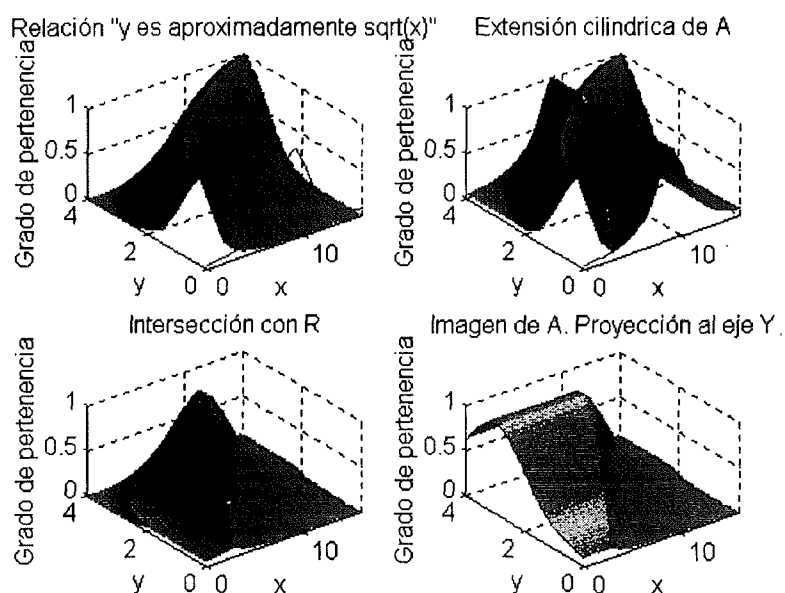 Relación "y es aproximadamente sqrt(x)"
Grado de pertenencia
1
0.5
0
4
2
0
y
0
10
x
Extensión cilindrica de A
Grado de pertenencia
1
0.5
0
4
2
0
y
0
10
x
Intersección con R
Grado de pertenencia
1
0.5
0
4
2
0
y
0
10
x
Imagen de A. Proyección al eje Y
Grado de pertenencia
1
0.5
0
4
2
0
y
0
10
x